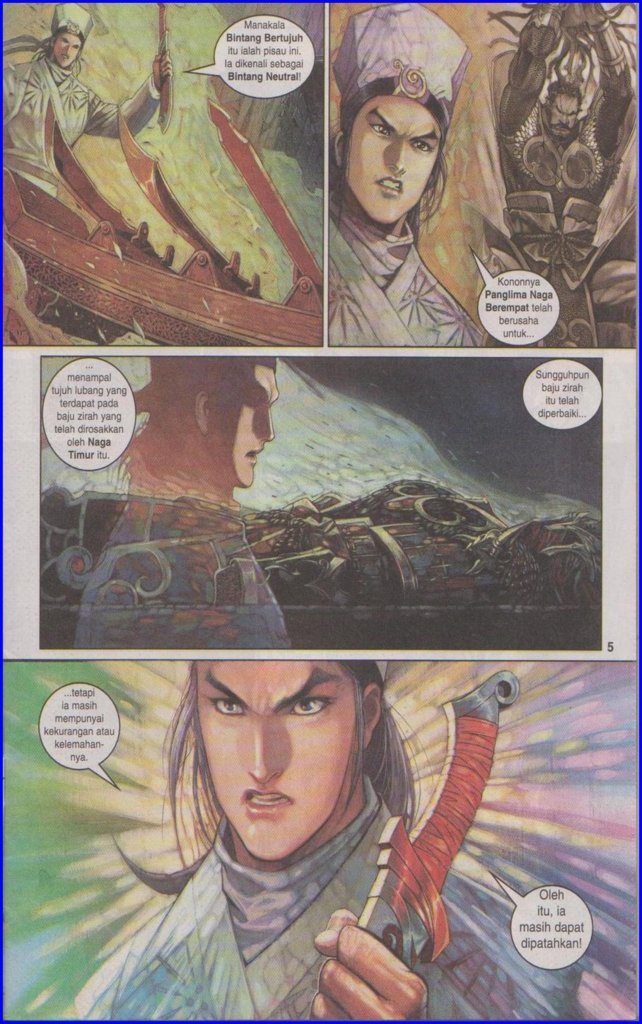 Manakala
Bintang Bertujuh
itu ialah pisau ini.
Ia dikenali sebagai
Bintang Neutral!
Kononnya
Panglima Naga
Berempat telah
berusaha
untuk...
...
menampal
tujuh lubang yang
terdapat pada
baju zirah yang
telah dirosakkan
oleh Naga
Timur itu.
Sungguhpun
baju zirah
itu telah
diperbaiki...
5
...tetapi
ia masih
mempunyai
kekurangan atau
kelemahan-
nya.
Oleh
itu, ia
masih dapat
dipatahkan!